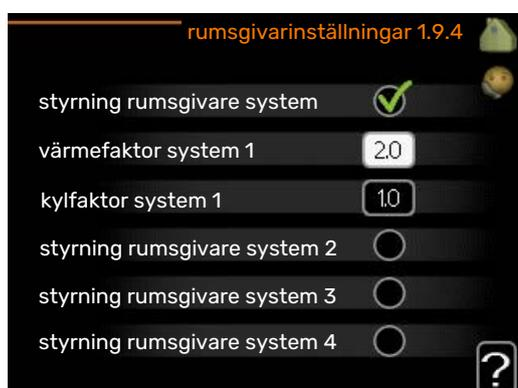 rumsgivarinställningar 1.9.4
styrning rumsgivare system
värmefaktor system 1 2.0
kylfaktor system 1 1.0
styrning rumsgivare system 2
styrning rumsgivare system 3
styrning rumsgivare system 4
?